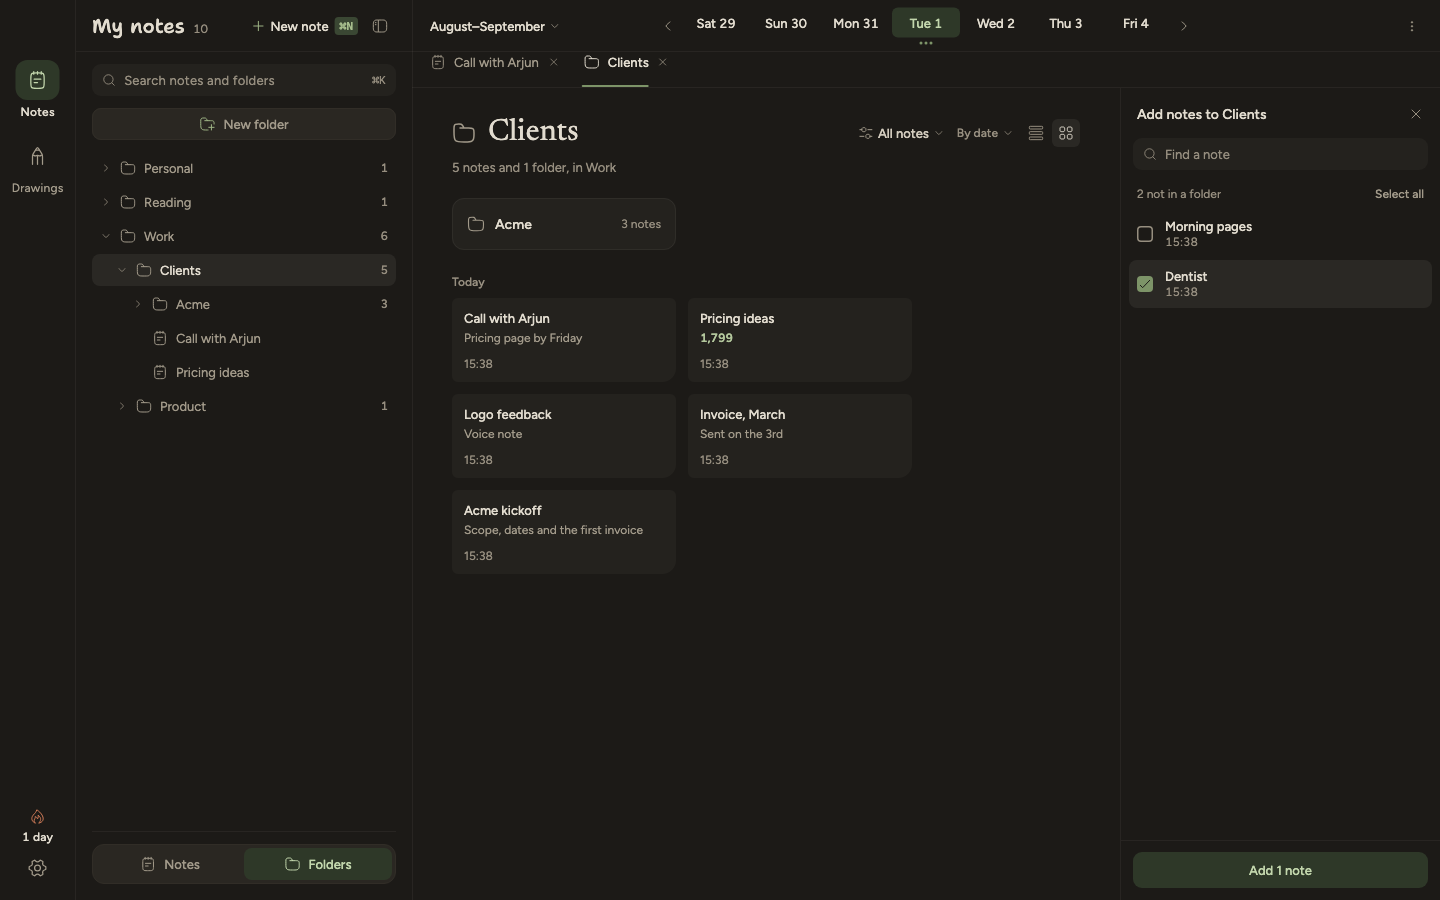 My notes 10
New note ⌘N
August–September
Sat 29
Sun 30
Mon 31
Tue 1
Wed 2
Thu 3
Fri 4
Notes
Drawings
Search notes and folders ⌘K
New folder
Personal 1
Reading 1
Work 6
Clients 5
Acme 3
Call with Arjun
Pricing ideas
Product 1
1 day
Notes
Folders
Call with Arjun
Clients
Clients
All notes
By date
5 notes and 1 folder, in Work
Acme 3 notes
Today
Call with Arjun
Pricing page by Friday
15:38
Pricing ideas
1,799
15:38
Logo feedback
Voice note
15:38
Invoice, March
Sent on the 3rd
15:38
Acme kickoff
Scope, dates and the first invoice
15:38
Add notes to Clients
Find a note
2 not in a folder
Select all
Morning pages
15:38
Dentist
15:38
Add 1 note